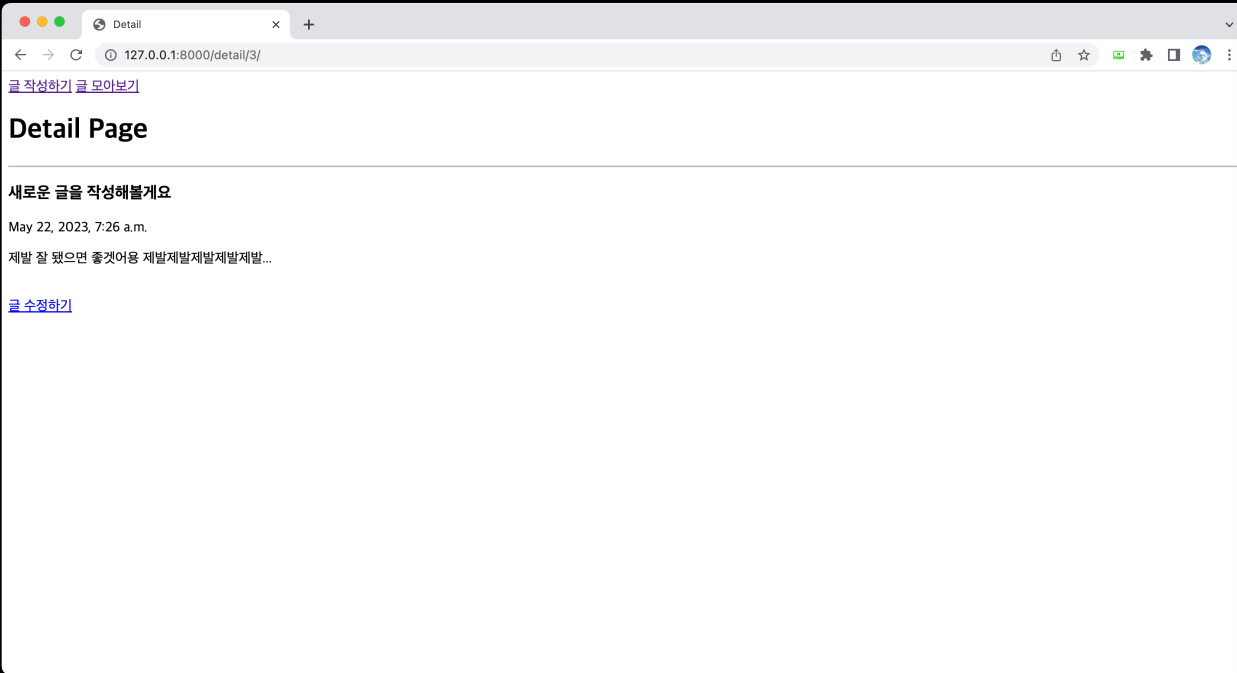 Detail
127.0.0.1:8000/detail/3/
글 작성하기 글 모아보기
Detail Page
새로운 글을 작성해볼게요
May 22, 2023, 7:26 a.m.
제발 잘 됐으면 좋겟어용 제발제발제발제발제발...
글 수정하기